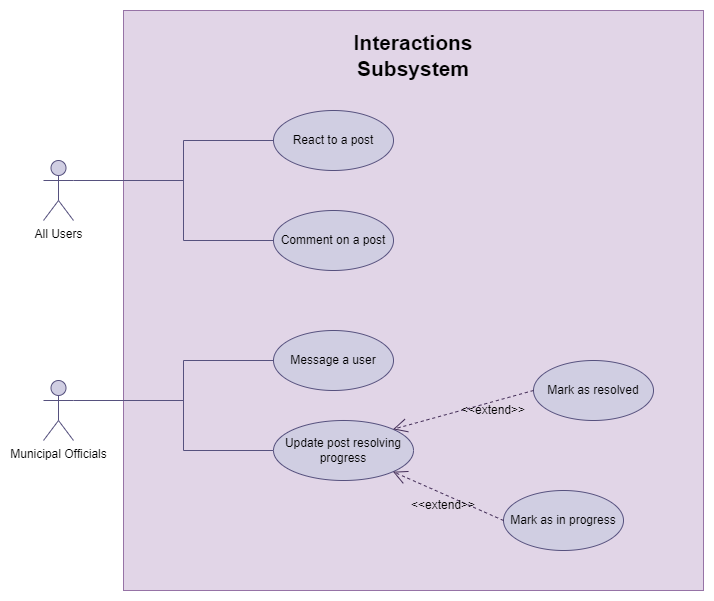 Interactions
Subsystem
React to a post
All Users
Comment on a post
Message a user
Mark as resolved
<<extend>>
Municipal Officials
Update post resolving
progress
<<extend>>
Mark as in progress